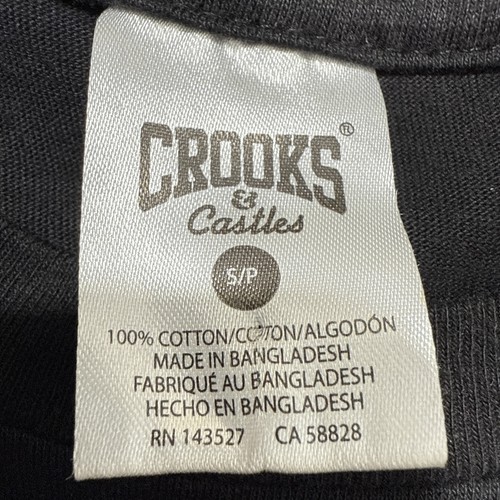 CROOKS®
&
Castles
S/P
100% COTTON/COTON/ALGODÓN
MADE IN BANGLADESH
FABRIQUÉ AU BANGLADESH
HECHO EN BANGLADESH
RN 143527 CA 58828